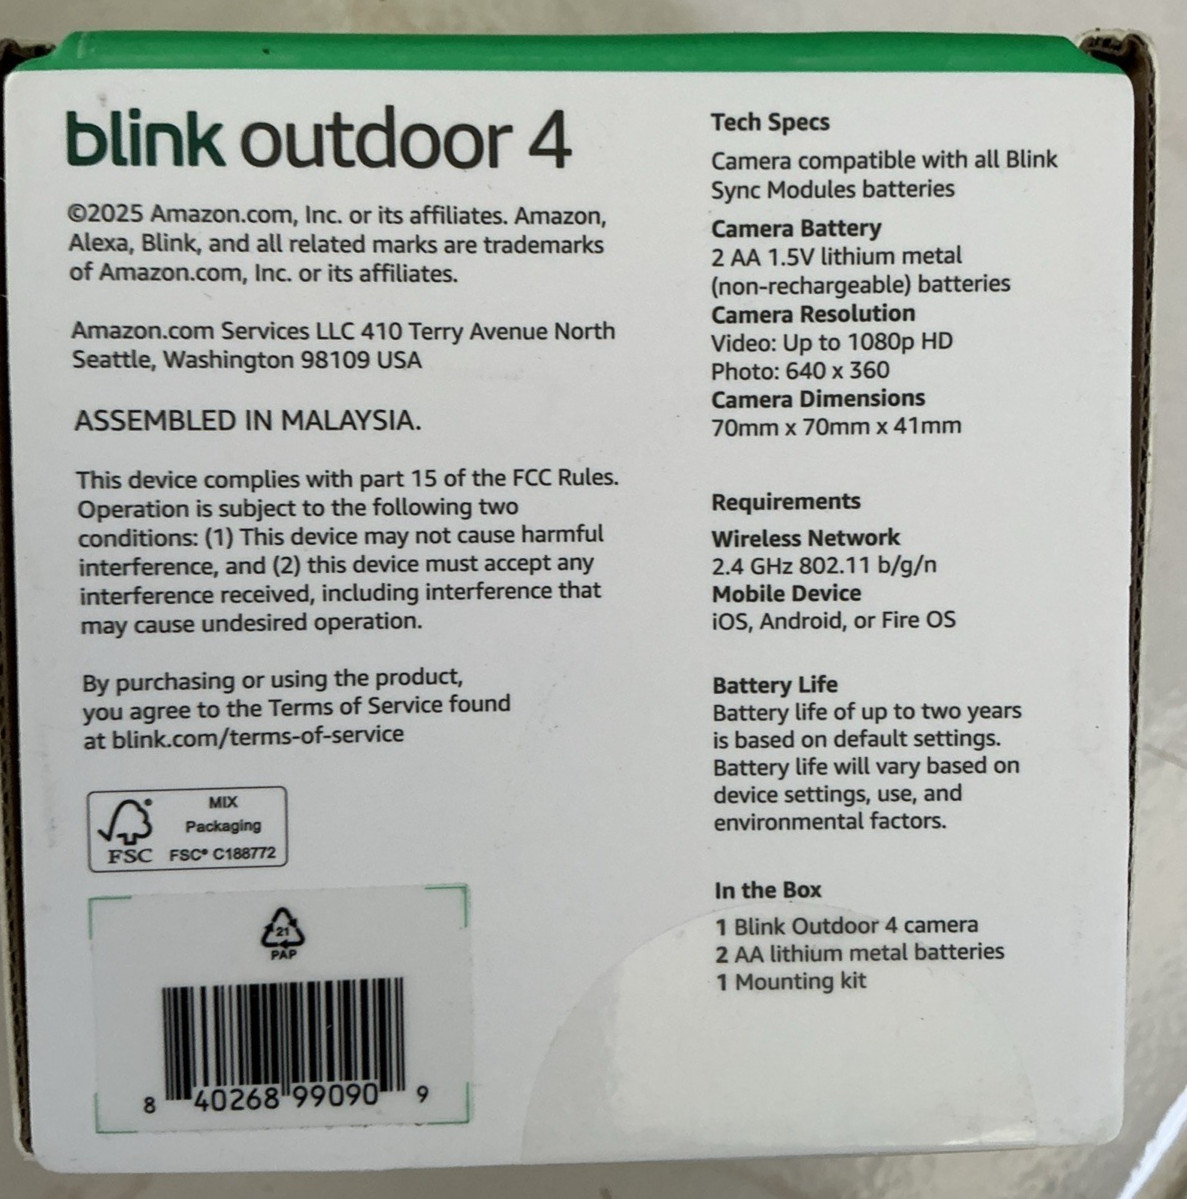 blink outdoor 4
©2025 Amazon.com, Inc. or its affiliates. Amazon,
Alexa, Blink, and all related marks are trademarks
of Amazon.com, Inc. or its affiliates.
Amazon.com Services LLC 410 Terry Avenue North
Seattle, Washington 98109 USA
ASSEMBLED IN MALAYSIA.
This device complies with part 15 of the FCC Rules.
Operation is subject to the following two
conditions: (1) This device may not cause harmful
interference, and (2) this device must accept any
interference received, including interference that
may cause undesired operation.
By purchasing or using the product,
you agree to the Terms of Service found
at blink.com/terms-of-service
MIX
Packaging
FSC FSC® C188772
21
PAP
8 40268 99090 9
Tech Specs
Camera compatible with all Blink
Sync Modules batteries
Camera Battery
2 AA 1.5V lithium metal
(non-rechargeable) batteries
Camera Resolution
Video: Up to 1080p HD
Photo: 640 x 360
Camera Dimensions
70mm x 70mm x 41mm
Requirements
Wireless Network
2.4 GHz 802.11 b/g/n
Mobile Device
iOS, Android, or Fire OS
Battery Life
Battery life of up to two years
is based on default settings.
Battery life will vary based on
device settings, use, and
environmental factors.
In the Box
1 Blink Outdoor 4 camera
2 AA lithium metal batteries
1 Mounting kit